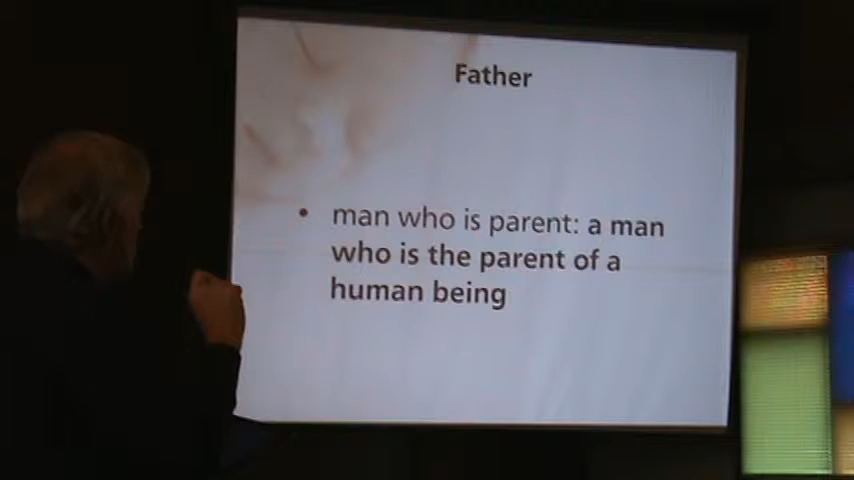 Father
• man who is parent: a man
who is the parent of a
human being